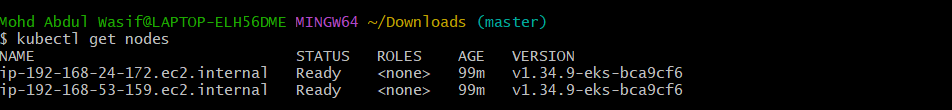 Mohd Abdul Wasif@LAPTOP-ELH56DME MINGW64 ~/Downloads (master)
$ kubectl get nodes
NAME                            STATUS   ROLES    AGE   VERSION
ip-192-168-24-172.ec2.internal   Ready    <none>   99m   v1.34.9-eks-bca9cf6
ip-192-168-53-159.ec2.internal   Ready    <none>   99m   v1.34.9-eks-bca9cf6